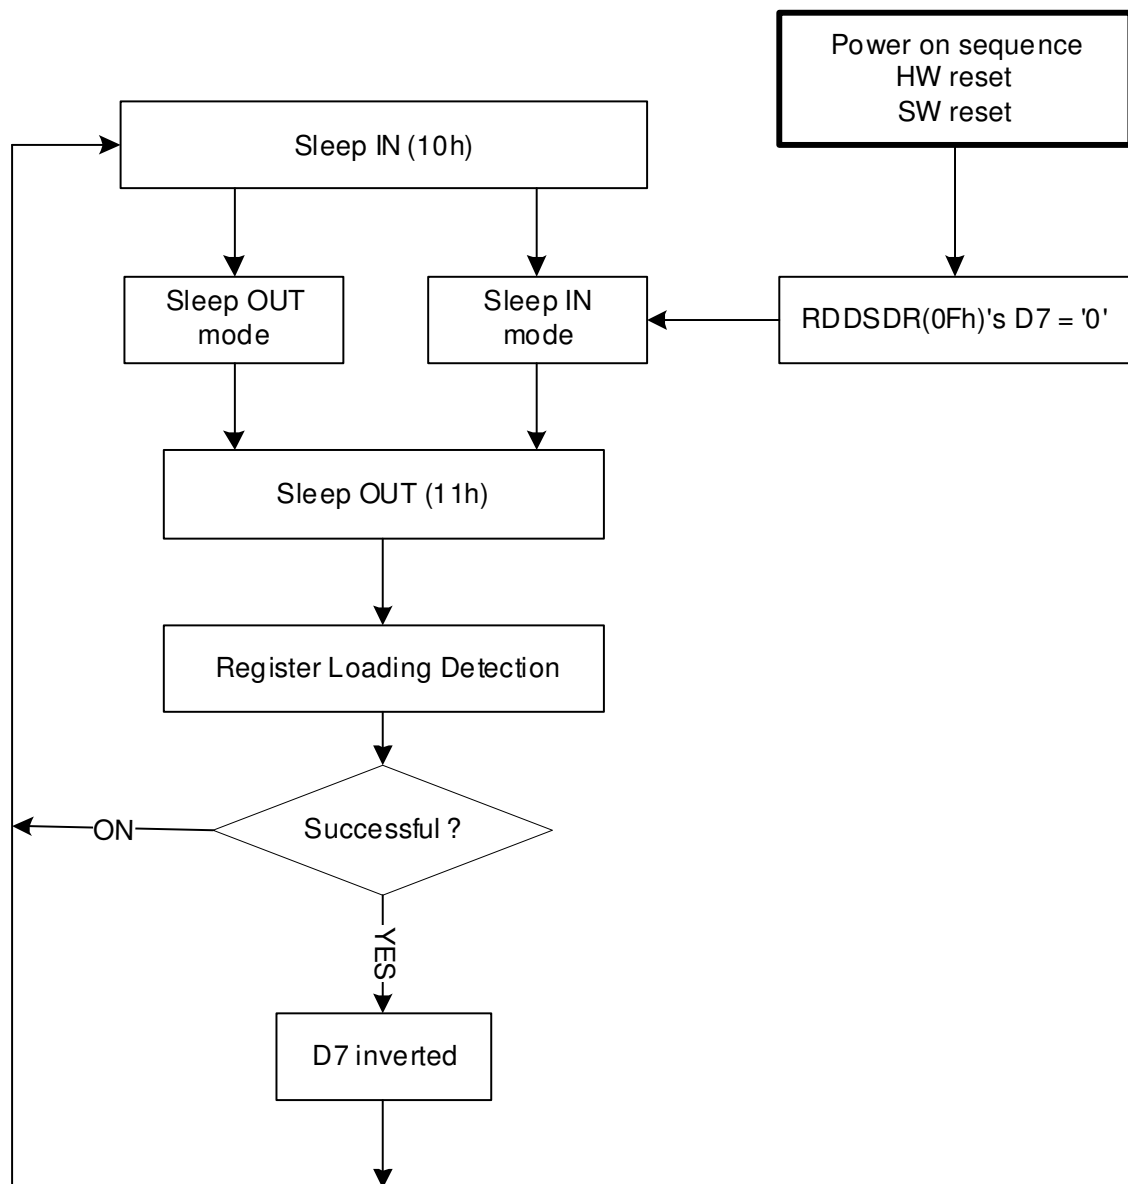 Power on sequence
HW reset
SW reset
Sleep IN (10h)
Sleep OUT
mode
Sleep IN
mode
RDDSDR(0Fh)'s D7 = '0'
Sleep OUT (11h)
Register Loading Detection
Successful ?
ON
YES
D7 inverted